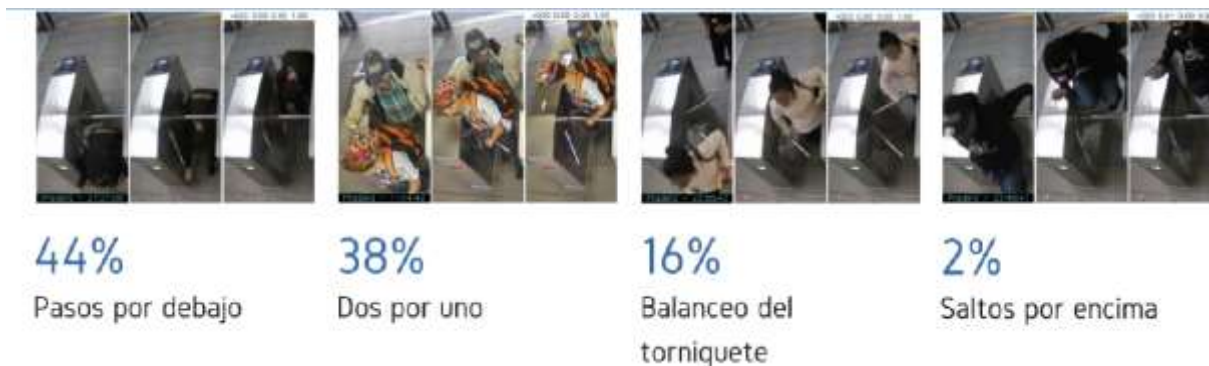 44%
Pasos por debajo
38%
Dos por uno
16%
Balanceo del
torniquete
2%
Saltos por encima